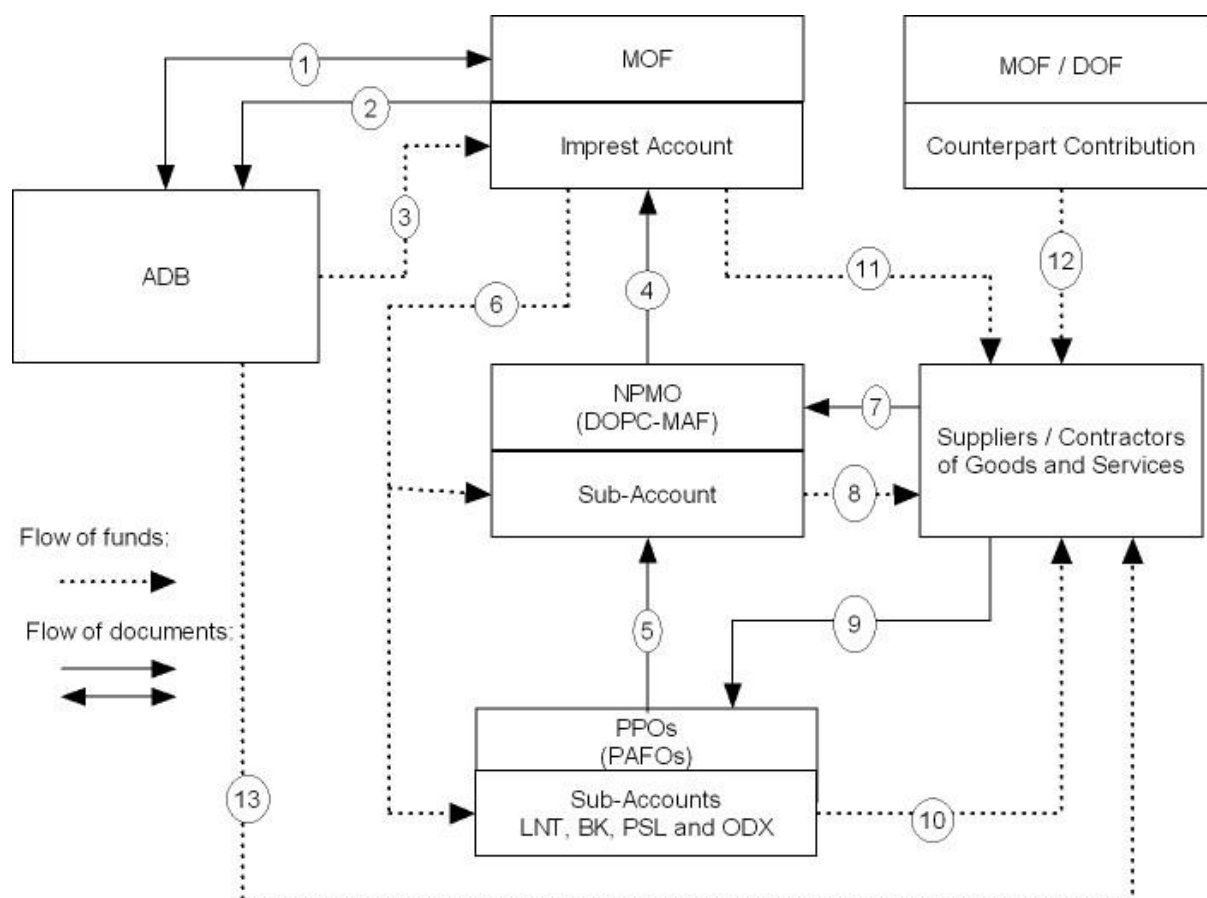 MOF
MOF / DOF
1
2
Imprest Account
Counterpart Contribution
3
ADB
11
12
6
4
NPMO
(DOPC-MAF)
7
Suppliers / Contractors
of Goods and Services
Sub-Account
8
Flow of funds:
Flow of documents:
5
9
PPOs
(PAFOs)
13
Sub-Accounts
LNT, BK, PSL and ODX
10